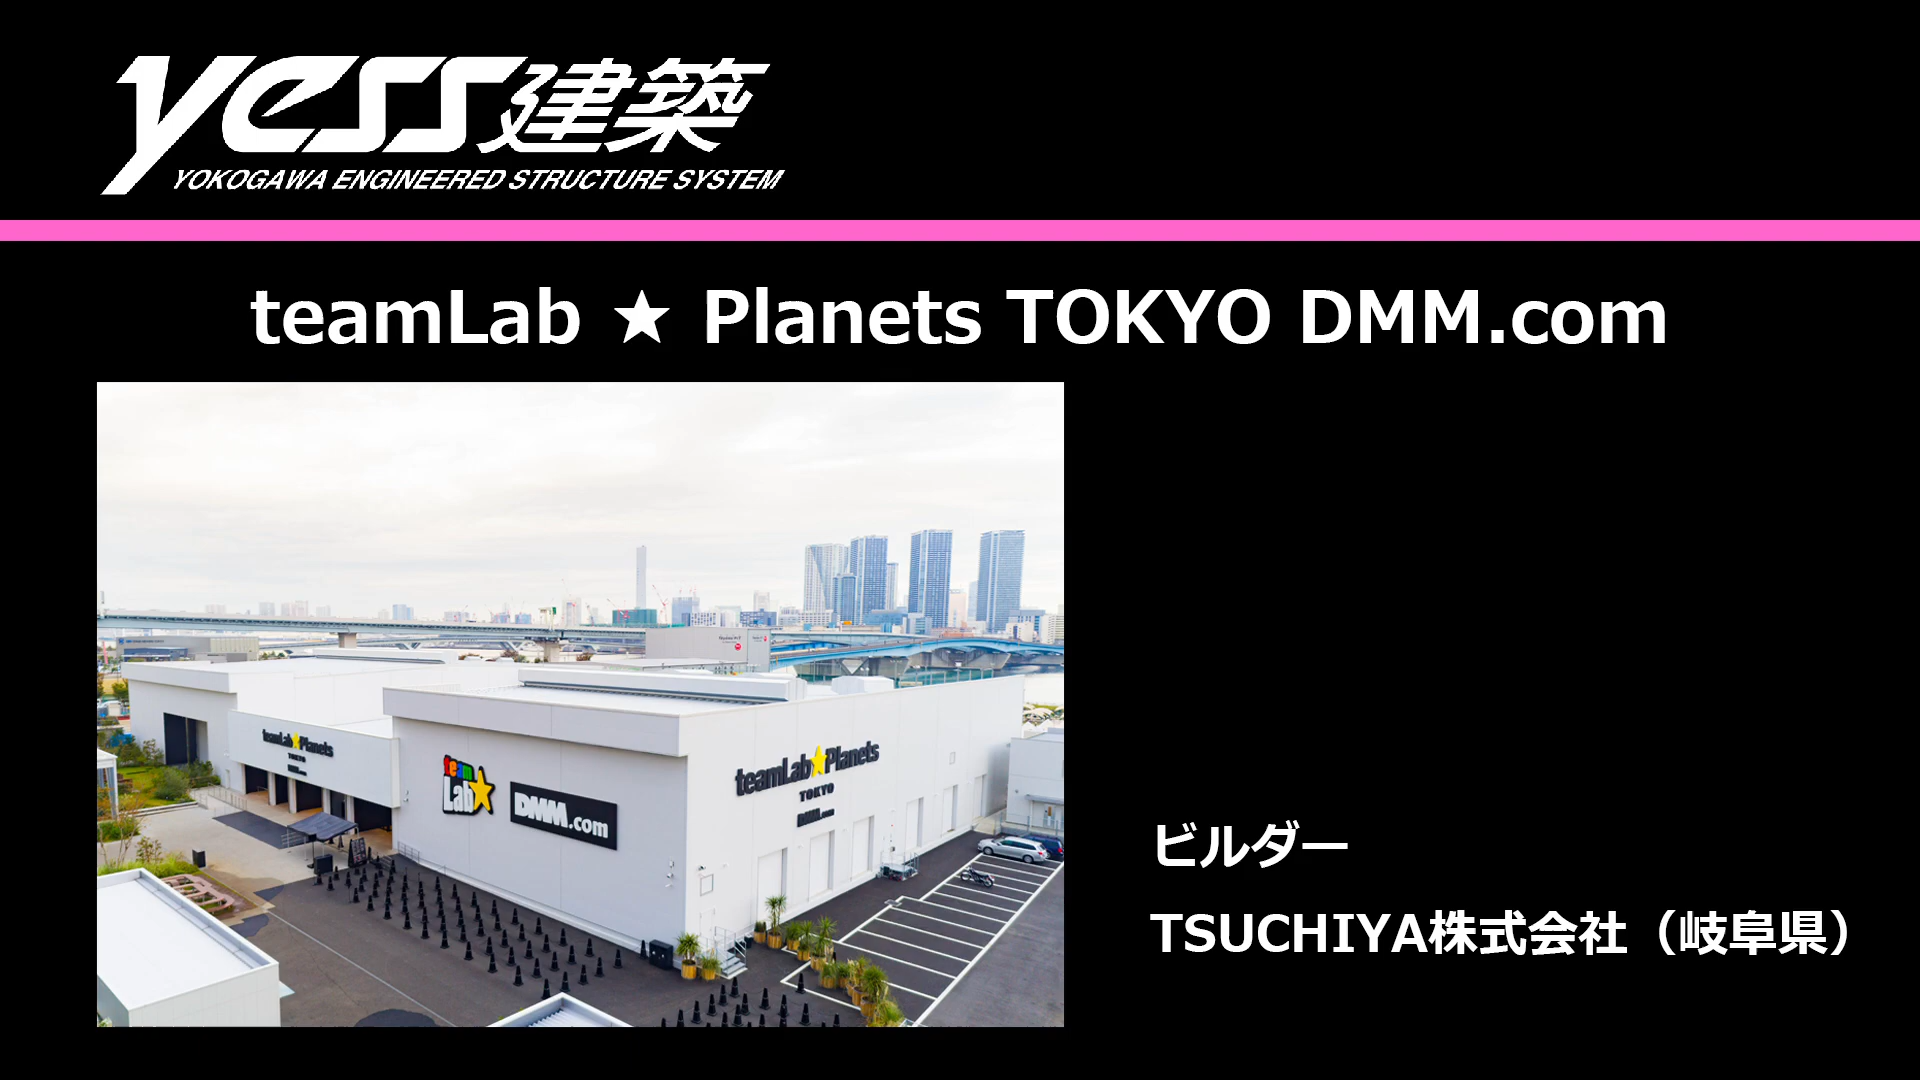 yess建築
YOKOGAWA ENGINEERED STRUCTURE SYSTEM
teamLab ★ Planets TOKYO DMM.com
teamLab★Planets
TOKYO
team
Lab★
DMM.com
teamLab★Planets
TOKYO
DMM.com
ビルダー
TSUCHIYA株式会社（岐阜県）